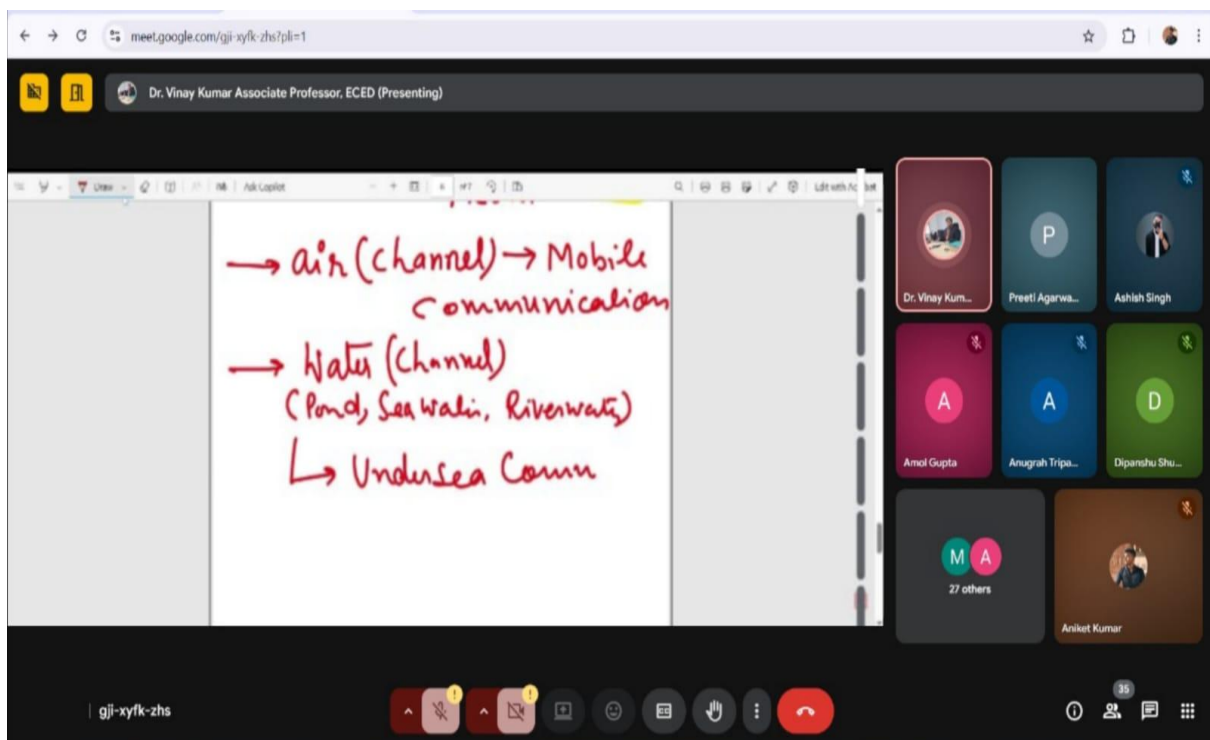 meet.google.com/gji-xyfk-zhs?pli=1
Dr. Vinay Kumar Associate Professor, ECED (Presenting)
Draw
Ask Copilot
→ air (Channel) → Mobile
Communication
→ Water (Channel)
(Pond, Sea water, Riverwater)
↳ Undersea Comm
Dr. Vinay Kum...
Preeti Agarwa...
Ashish Singh
Amol Gupta
Anugrah Tripa...
Dipanshu Shu...
27 others
Aniket Kumar
P
A
A
D
M A
gji-xyfk-zhs
35